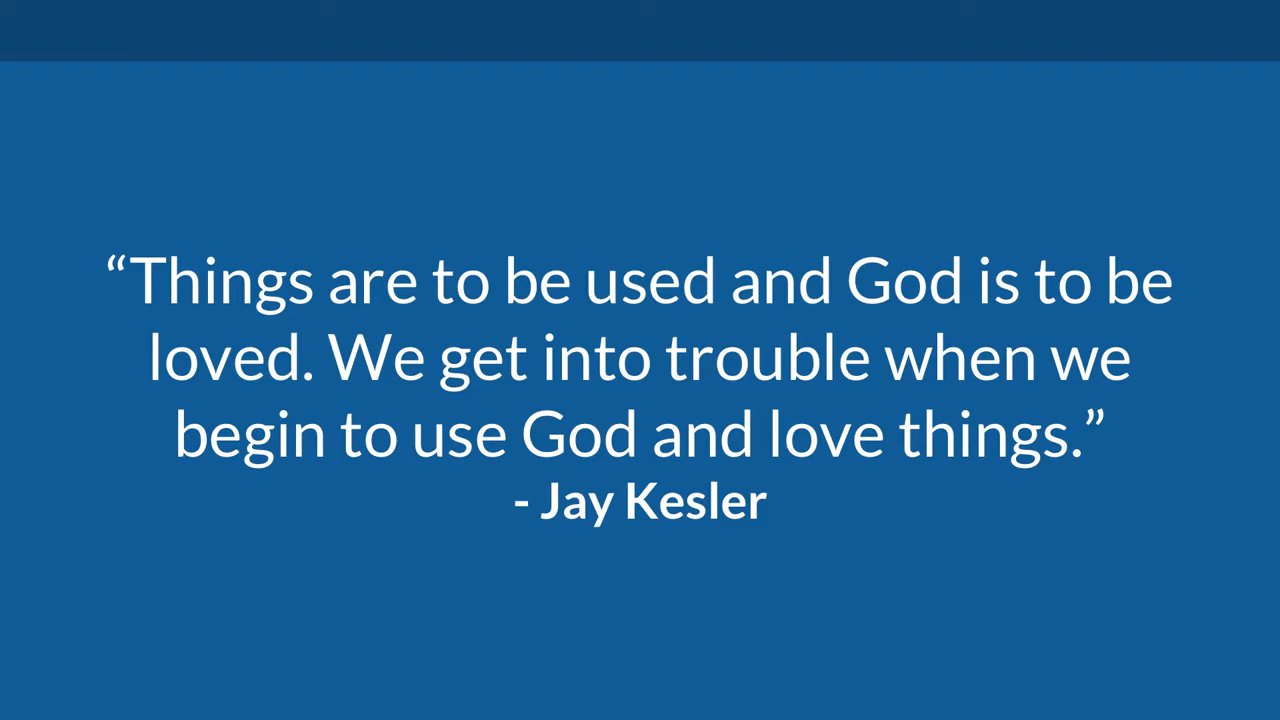 “Things are to be used and God is to be
loved. We get into trouble when we
begin to use God and love things.”
- Jay Kesler